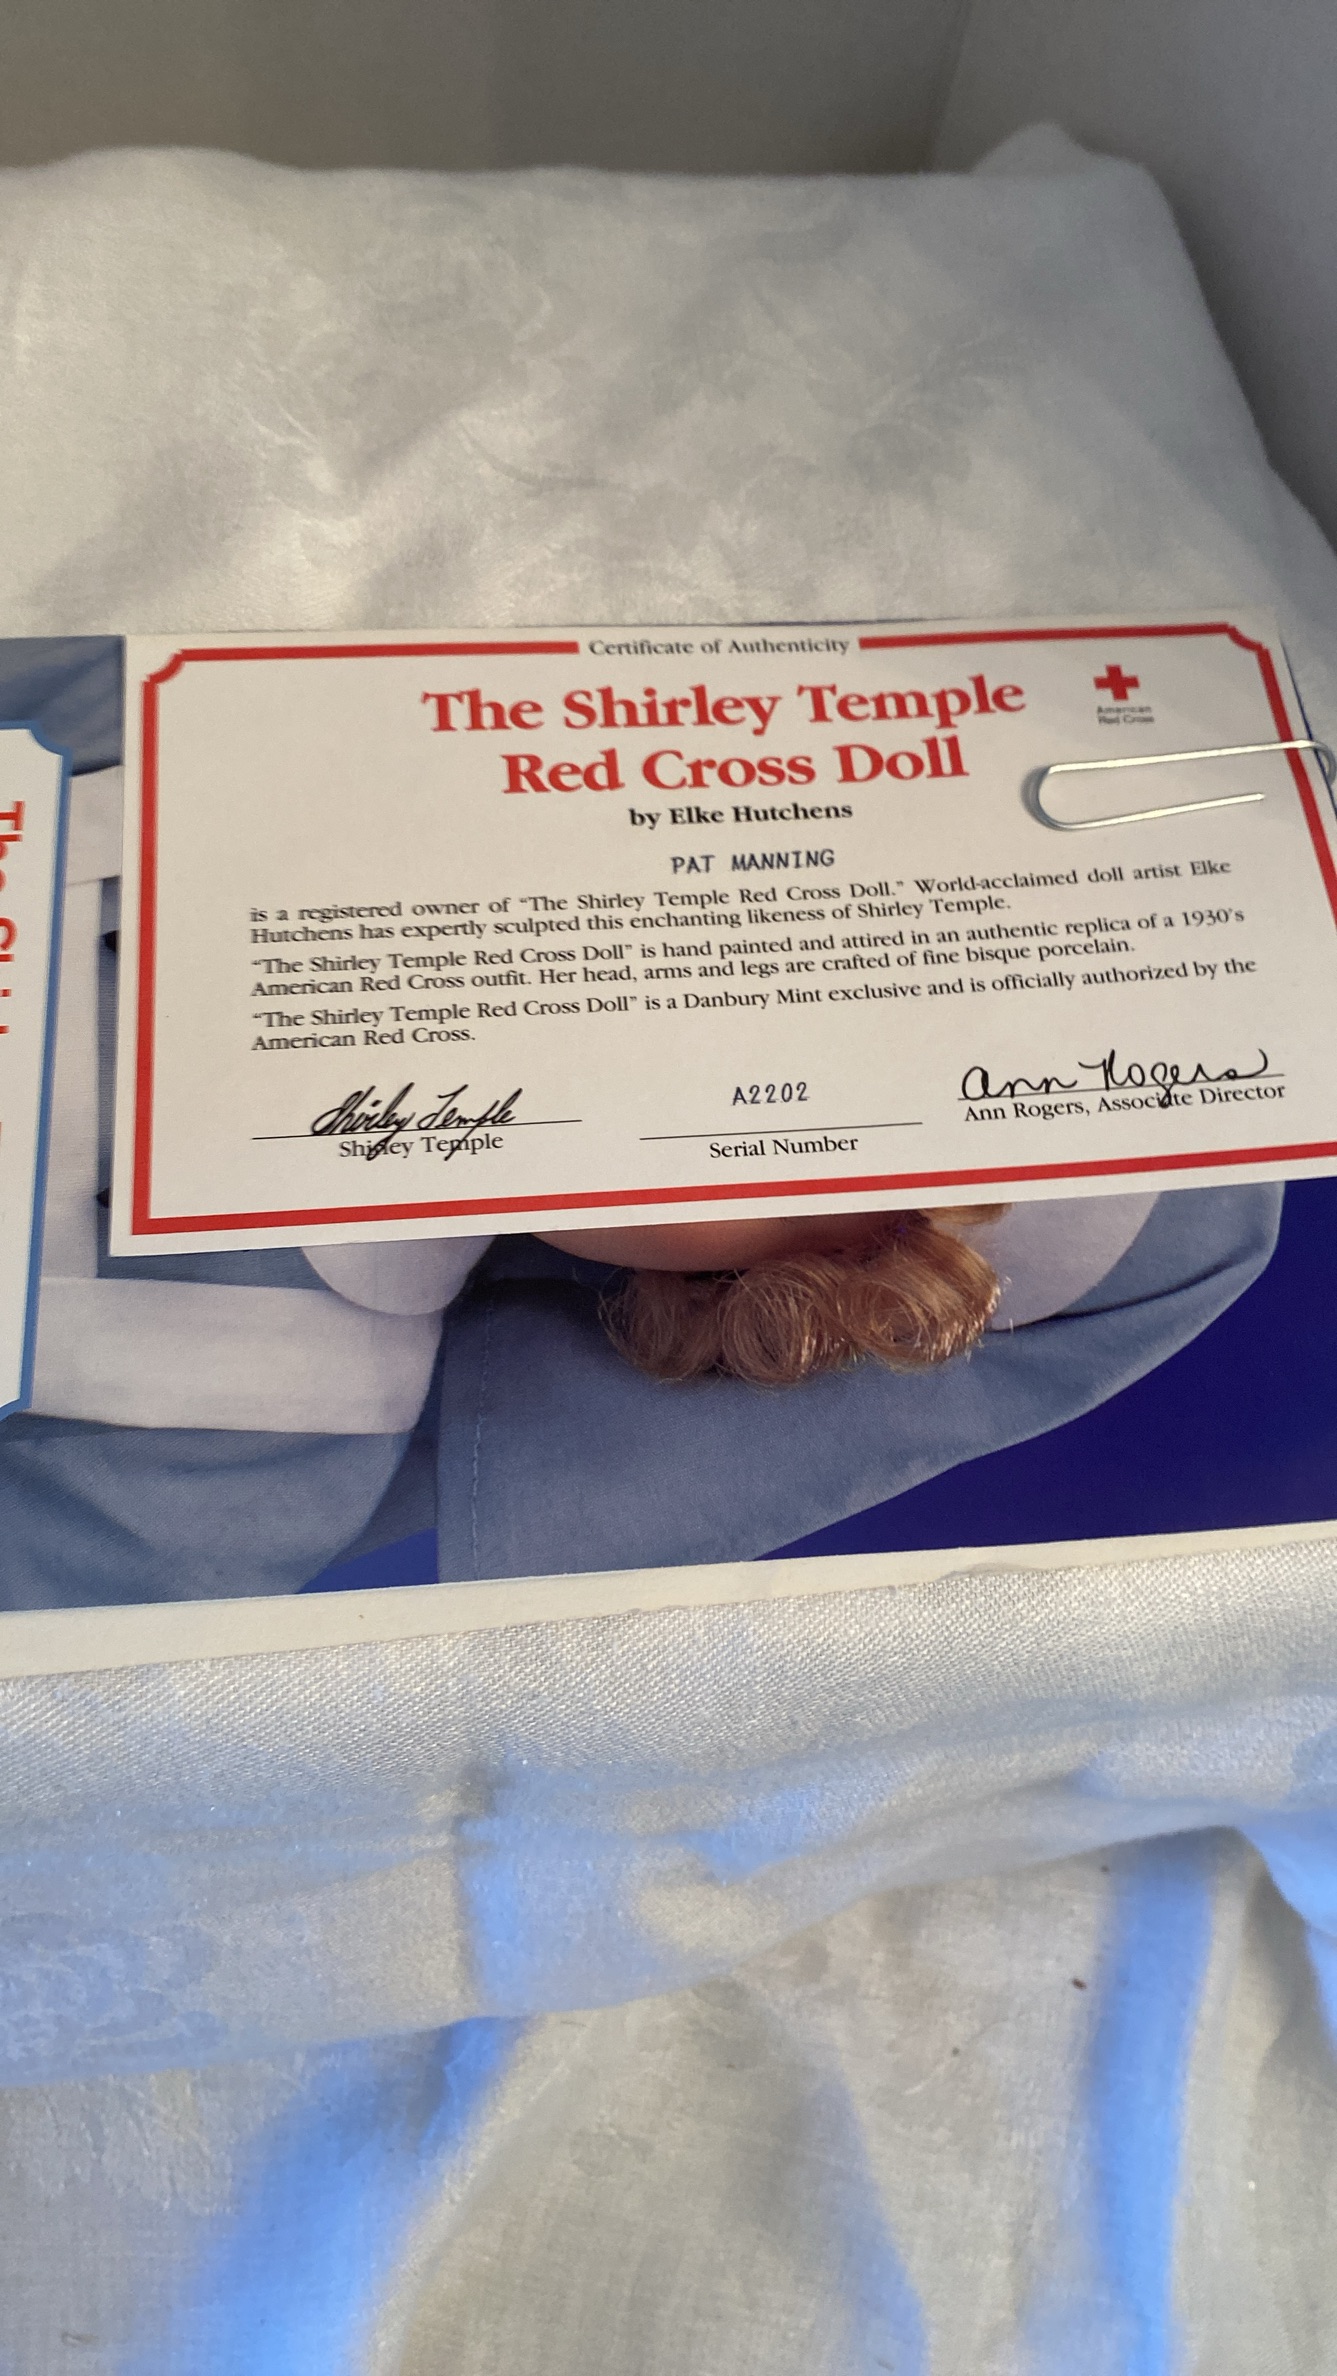 Certificate of Authenticity
The Shirley Temple
Red Cross Doll
American
Red Cross
by Elke Hutchens
PAT MANNING
is a registered owner of “The Shirley Temple Red Cross Doll.” World-acclaimed doll artist Elke
Hutchens has expertly sculpted this enchanting likeness of Shirley Temple.
“The Shirley Temple Red Cross Doll” is hand painted and attired in an authentic replica of a 1930's
American Red Cross outfit. Her head, arms and legs are crafted of fine bisque porcelain.
“The Shirley Temple Red Cross Doll” is a Danbury Mint exclusive and is officially authorized by the
American Red Cross.
Shirley Temple
Shirley Temple
A2202
Serial Number
Ann Rogers
Ann Rogers, Associate Director